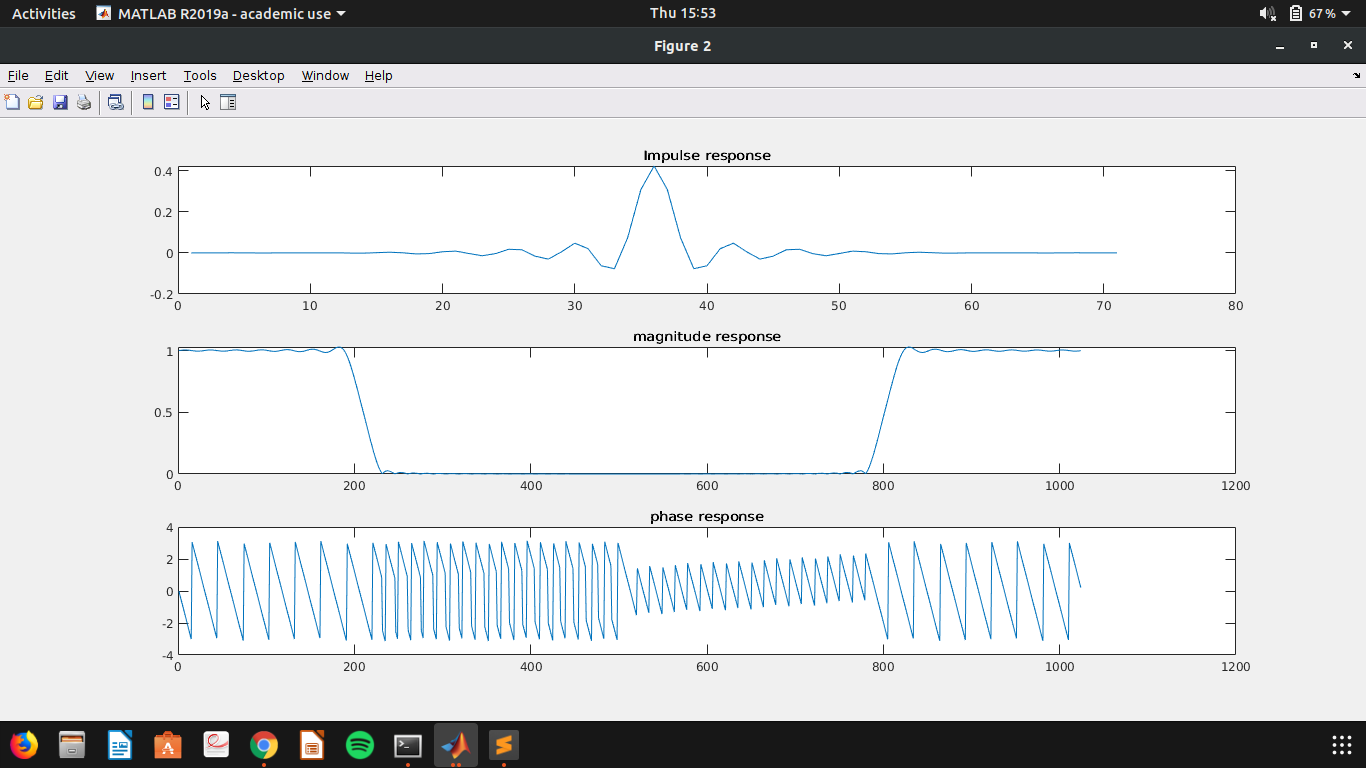 Activities MATLAB R2019a - academic use Thu 15:53 67%
Figure 2
File Edit View Insert Tools Desktop Window Help
Impulse response
0.4
0.2
0
-0.2
0 10 20 30 40 50 60 70 80
magnitude response
1
0.5
0
0 200 400 600 800 1000 1200
phase response
4
2
0
-2
-4
0 200 400 600 800 1000 1200